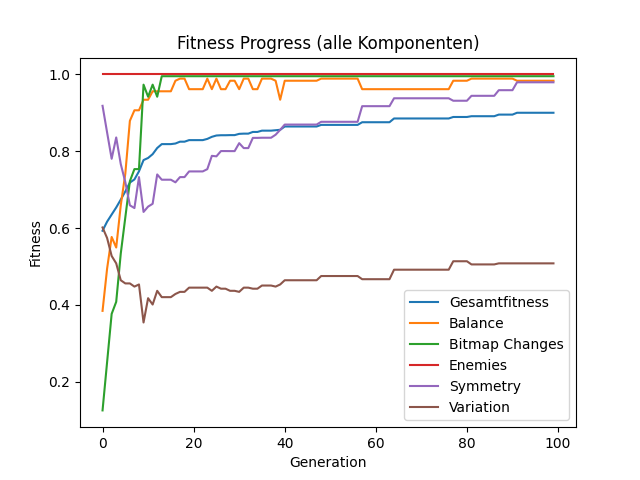 Fitness Progress (alle Komponenten)
1.0
0.8
0.6
0.4
0.2
Fitness
0 20 40 60 80 100
Generation
Gesamtfitness
Balance
Bitmap Changes
Enemies
Symmetry
Variation